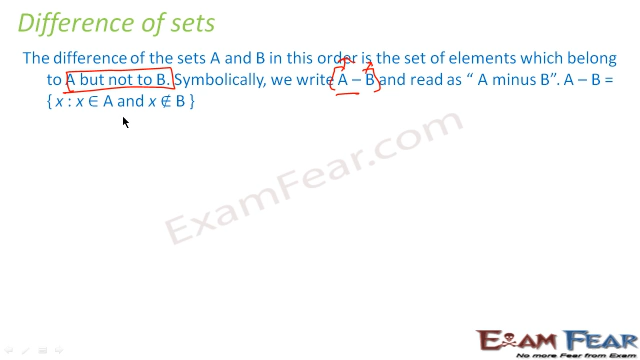 Difference of sets
The difference of the sets A and B in this order is the set of elements which belong
to A but not to B. Symbolically, we write A – B and read as “ A minus B”. A – B =
{ x : x ∈ A and x ∉ B }
ExamFear.com
EXAM FEAR
No more Fear from Exam